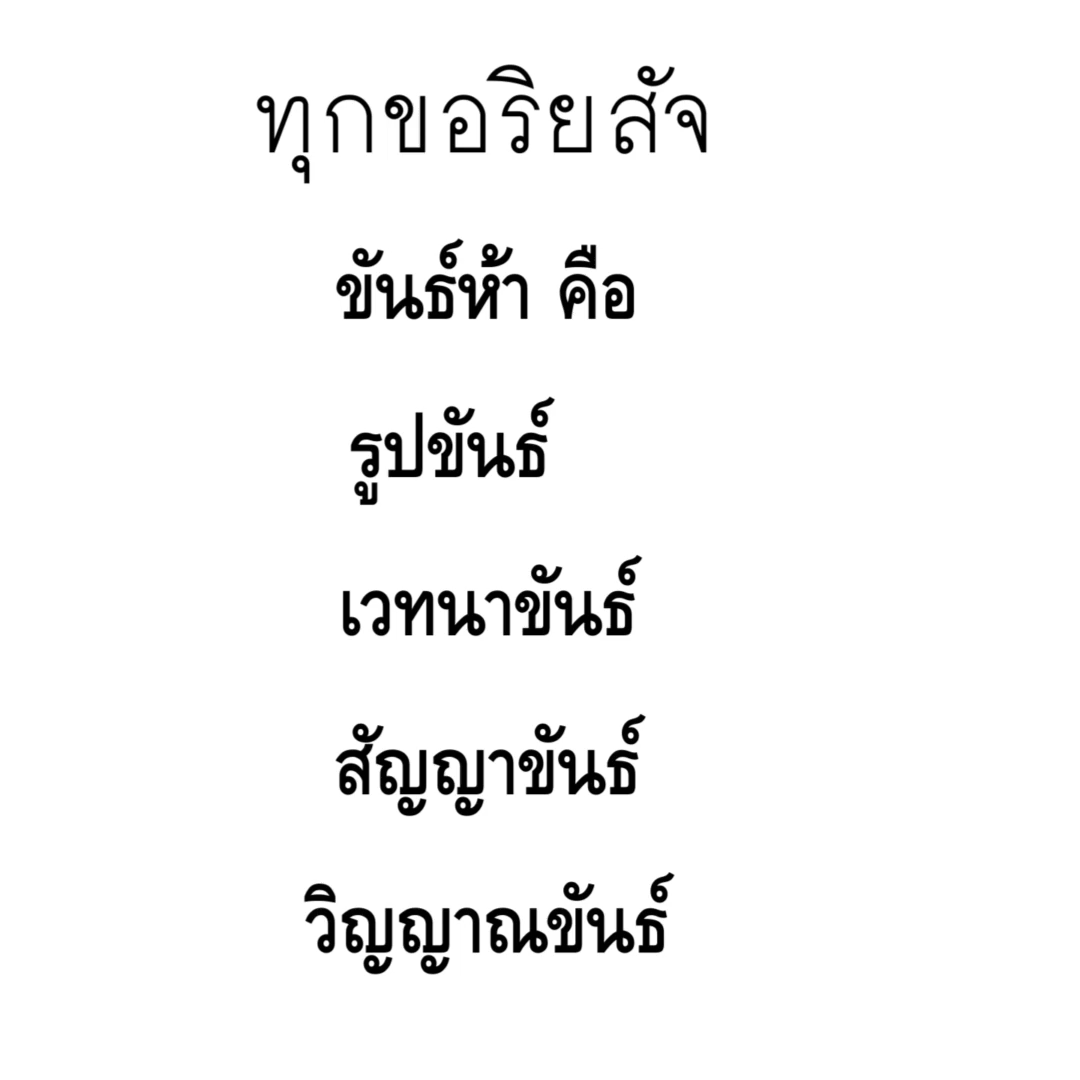 ทุกขอริยสัจ
ขันธ์ห้า คือ
รูปขันธ์
เวทนาขันธ์
สัญญาขันธ์
วิญญาณขันธ์